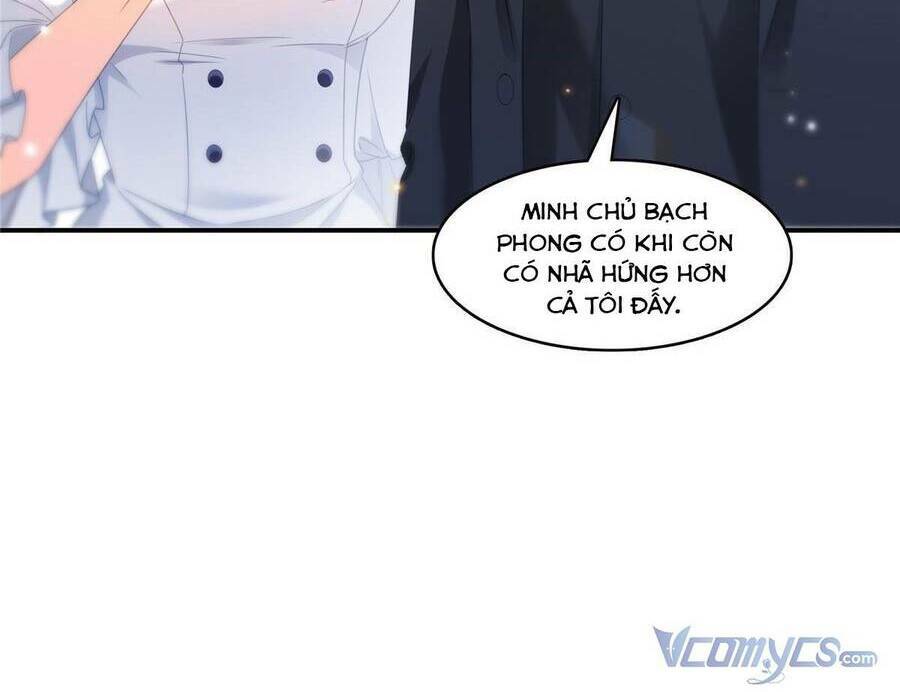 MINH CHỦ BẠCH
PHONG CÓ KHI CÒN
CÓ NHÃ HỨNG HƠN
CẢ TÔI ĐẤY.
VCOMYCS.com